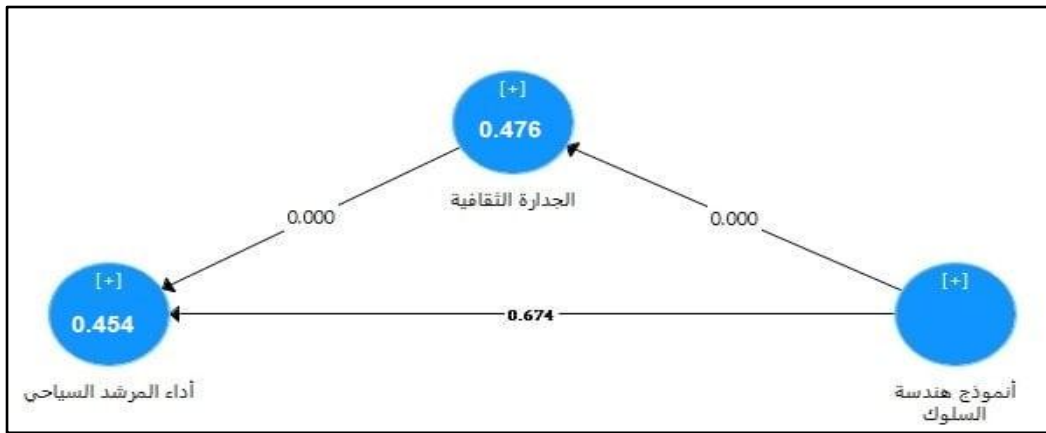 [+]
0.476
الجدارة الثقافية
0.000
0.000
[+]
[+]
0.454
0.674
أداء المرشد السياحي
أنموذج هندسة
السلوك